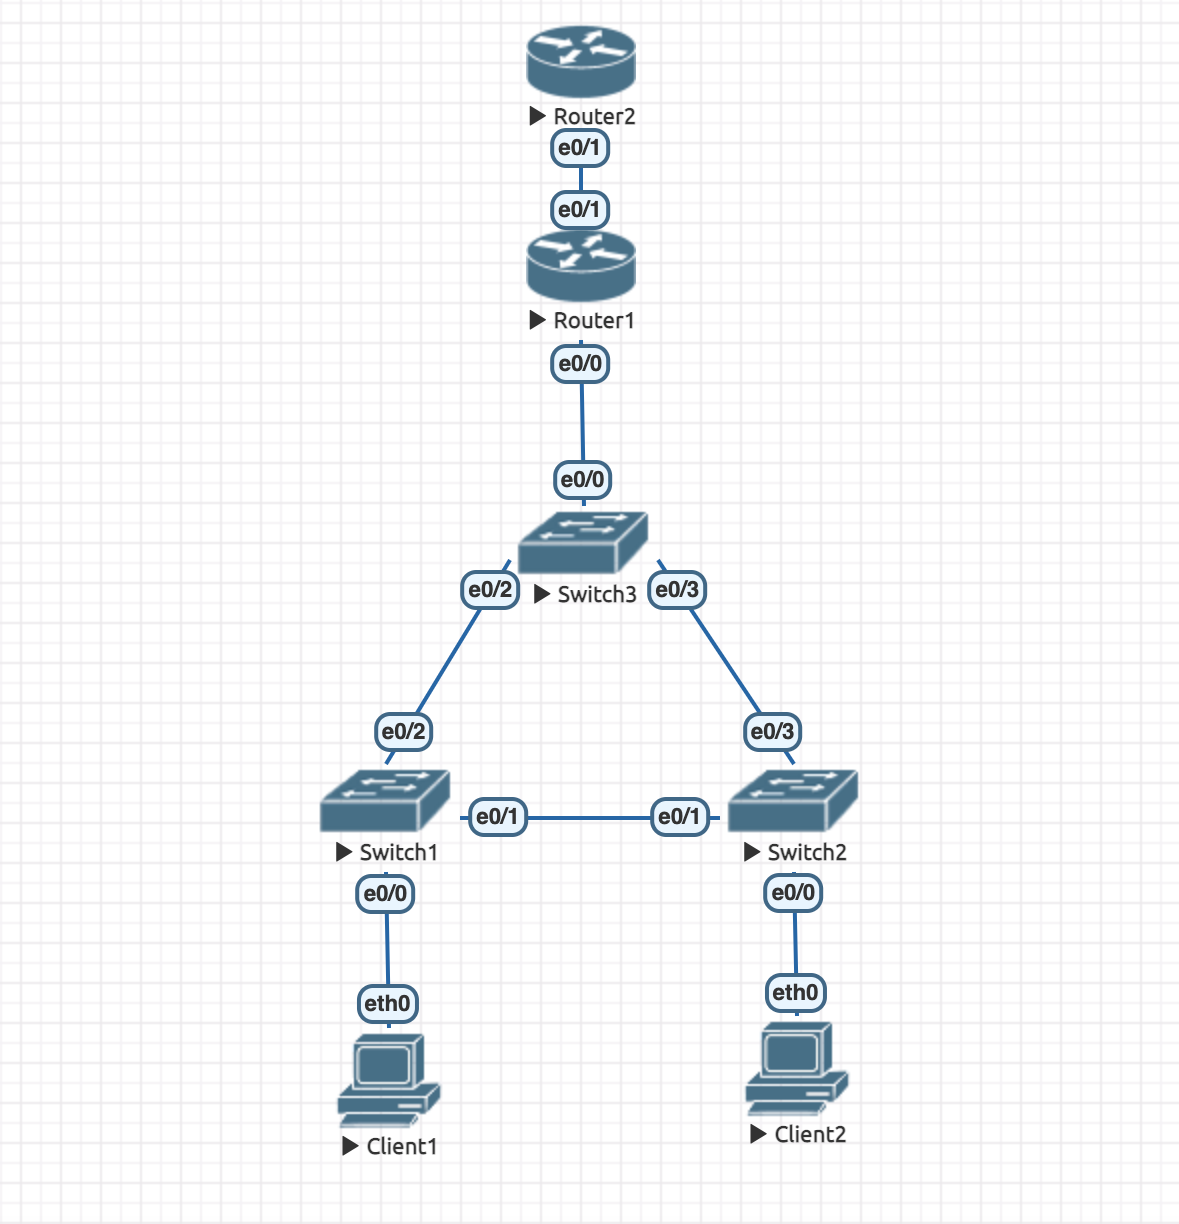 Router2
e0/1
e0/1
Router1
e0/0
e0/0
e0/2
Switch3
e0/3
e0/2
e0/3
e0/1
e0/1
Switch1
Switch2
e0/0
e0/0
eth0
eth0
Client1
Client2